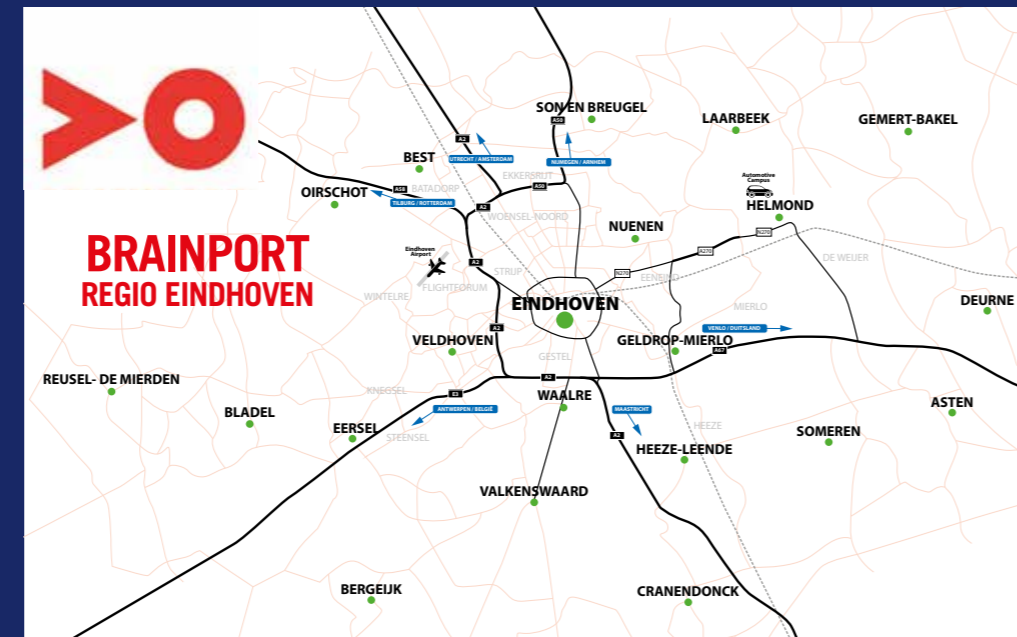 SON EN BREUGEL
LAARBEEK
GEMERT-BAKEL
A50
A2
UTRECHT / AMSTERDAM
NIJMEGEN / ARNHEM
BEST
EKKERSRIJT
Automotive
Campus
A58
BATADORP
A50
OIRSCHOT
TILBURG / ROTTERDAM
A2
WOENSEL-NOORD
HELMOND
NUENEN
N270
BRAINPORT
REGIO EINDHOVEN
Eindhoven
Airport
A2
N270
DE WEIJER
STRIJP
N270
EENEIND
FLIGHTFORUM
WINTELRE
EINDHOVEN
MIERLO
DEURNE
A2
VENLO / DUITSLAND
VELDHOVEN
GELDROP-MIERLO
A67
GESTEL
REUSEL- DE MIERDEN
A2
KNEGSEL
E3
WAALRE
ANTWERPEN / BELGIË
MAASTRICHT
ASTEN
BLADEL
EERSEL
STEENSEL
A2
HEEZE
SOMEREN
HEEZE-LEENDE
VALKENSWAARD
BERGEIJK
CRANENDONCK